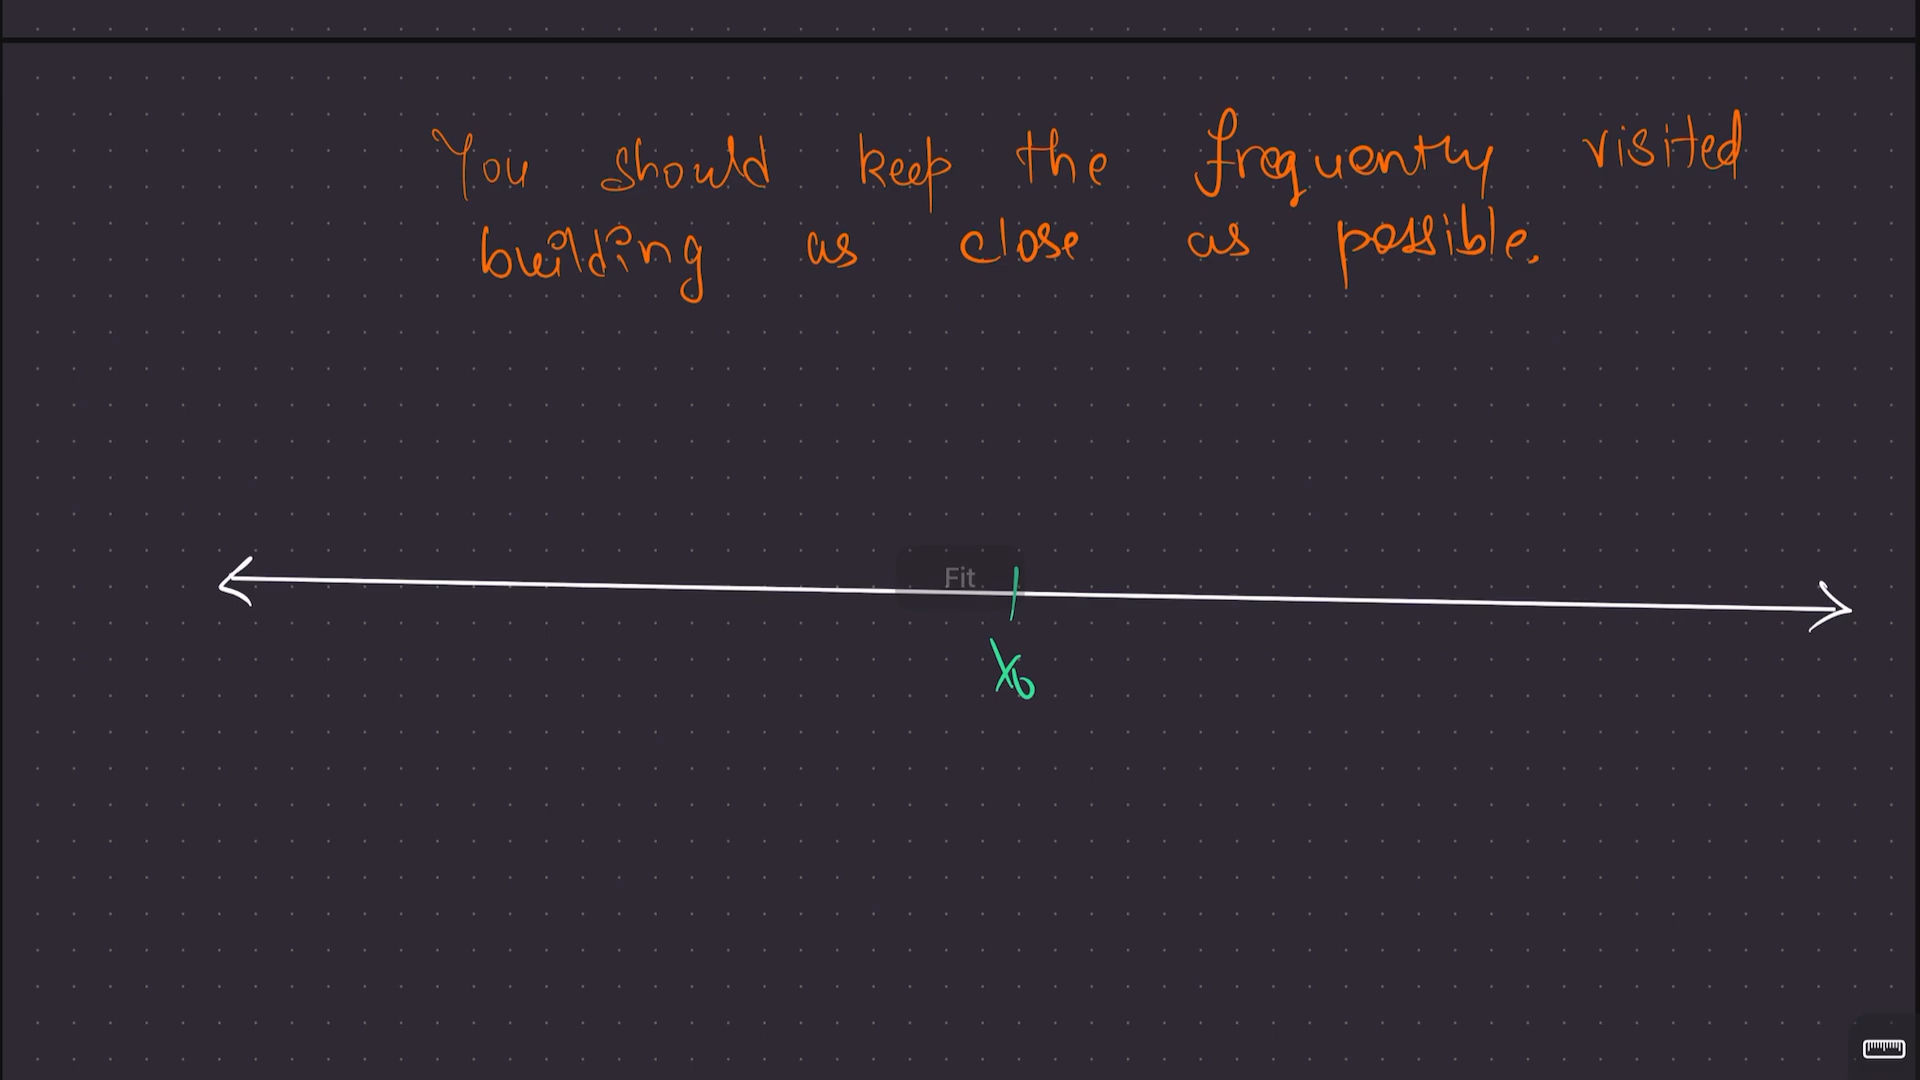 You should keep the frequently visited
building as close as possible.
Fit
x₀